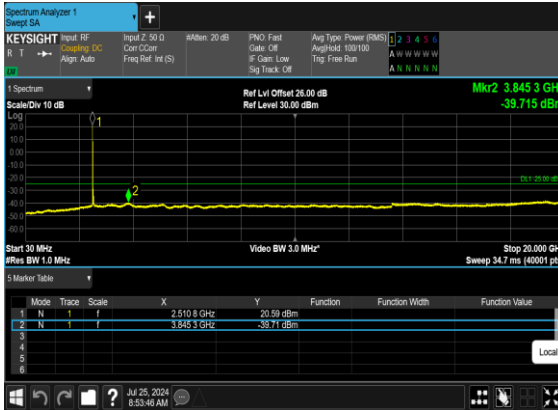 Spectrum Analyzer 1
Swept SA
+
KEYSIGHT Input: RF Input Z: 50 Ω #Atten: 20 dB PNO: Fast Avg Type: Power (RMS) 1 2 3 4 5 6
R T Coupling: DC Corr CCorr Gate: Off Avg|Hold: 100/100 A W W W W W
Align: Auto Freq Ref: Int (S) IF Gain: Low Trig: Free Run
Sig Track: Off A N N N N N
1 Spectrum
Ref Lvl Offset 26.00 dB Mkr2 3.845 3 GH
Scale/Div 10 dB Ref Level 30.00 dBm -39.715 dBr
Log
20.0
10.0
0.00
-10.0
-20.0
-30.0
-40.0
-50.0
-60.0
1
2
DL1 -25.00 dB
Start 30 MHz Video BW 3.0 MHz* Stop 20.000 GH
#Res BW 1.0 MHz Sweep 34.7 ms (40001 pt
5 Marker Table
Mode Trace Scale X Y Function Function Width Function Value
1 N 1 f 2.510 8 GHz 20.59 dBm
2 N 1 f 3.845 3 GHz -39.71 dBm
3
4
5
6
Local
? Jul 25, 2024
8:53:46 AM